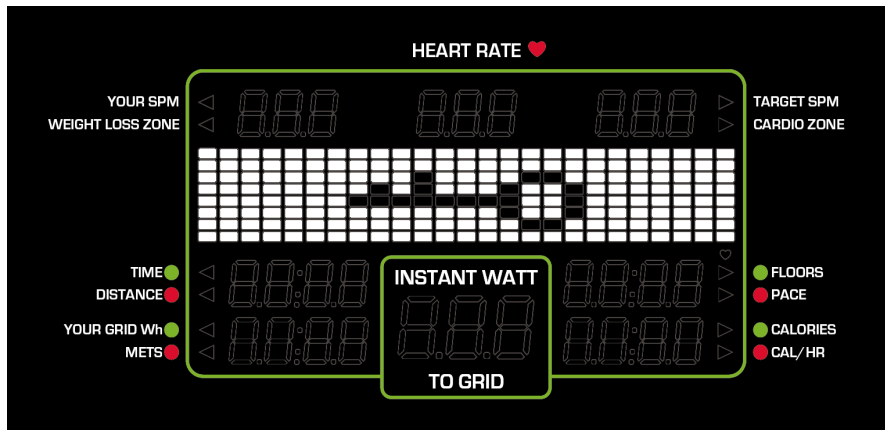 HEART RATE
YOUR SPM
TARGET SPM
WEIGHT LOSS ZONE
CARDIO ZONE
TIME
INSTANT WATT
FLOORS
DISTANCE
PACE
YOUR GRID Wh
CALORIES
METS
CAL/HR
TO GRID